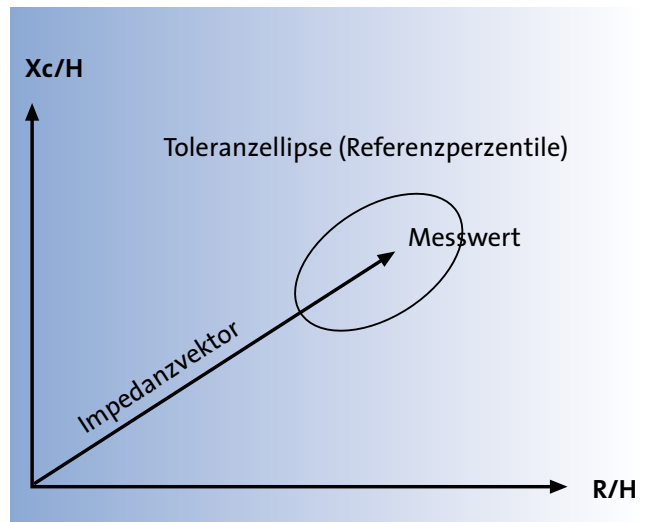 Xc/H
Toleranzellipse (Referenzperzentile)
Messwert
Impedanzvektor
R/H